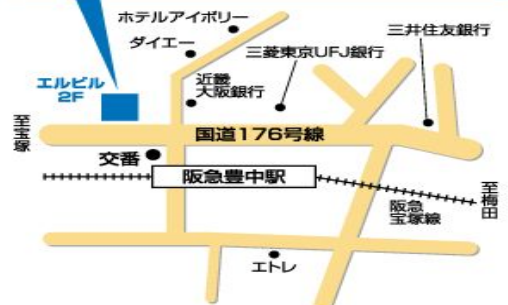 ホテルアイボリー
ダイエー
三菱東京UFJ銀行
三井住友銀行
エルビル
2F
近畿
大阪銀行
至宝塚
国道176号線
交番
阪急豊中駅
至梅田
阪急
宝塚線
エトレ